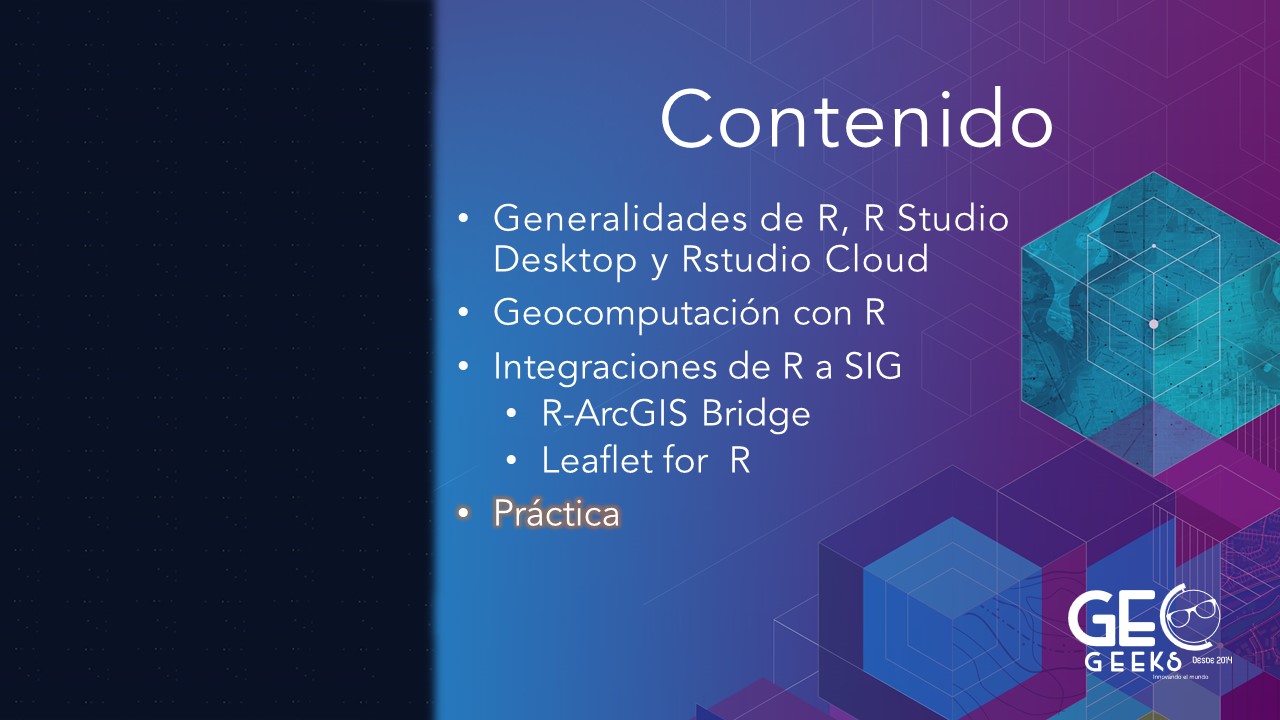 Contenido
• Generalidades de R, R Studio
Desktop y Rstudio Cloud
• Geocomputación con R
• Integraciones de R a SIG
• R-ArcGIS Bridge
• Leaflet for R
• Práctica
GEO
GEEKS Desde 2014
Innovando el mundo